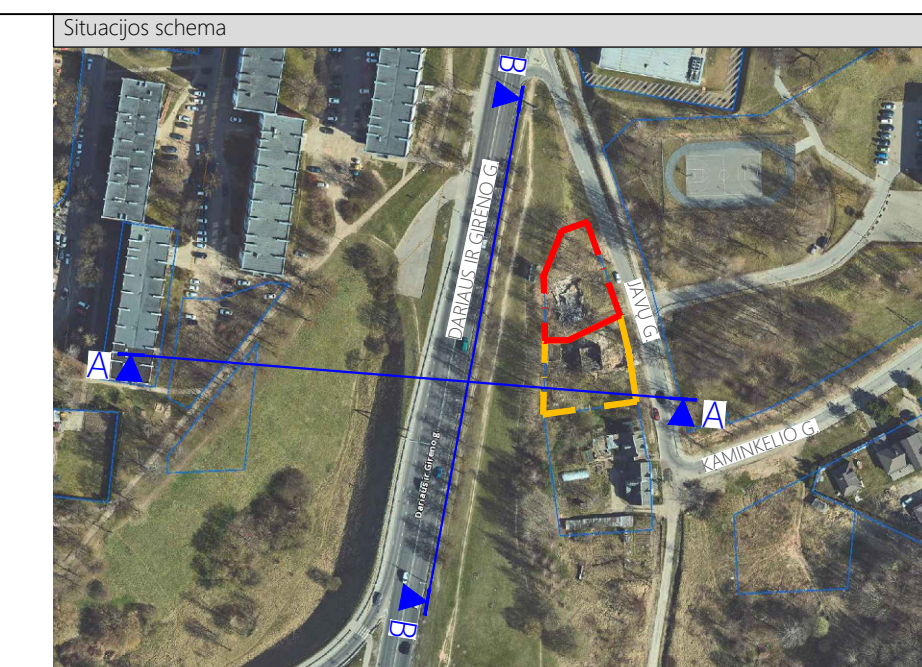 Situacijos schema
B
DARIAUS IR GIRĖNO G.
JAVŲ G.
A
A
KAMINKELIO G.
Dariaus ir Girėno g.
B